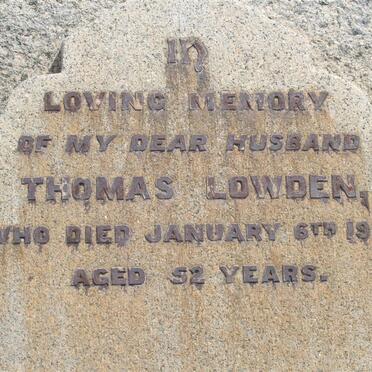 IN
LOVING MEMORY
OF MY DEAR HUSBAND
THOMAS LOWDEN,
WHO DIED JANUARY 6TH 19
AGED 52 YEARS.